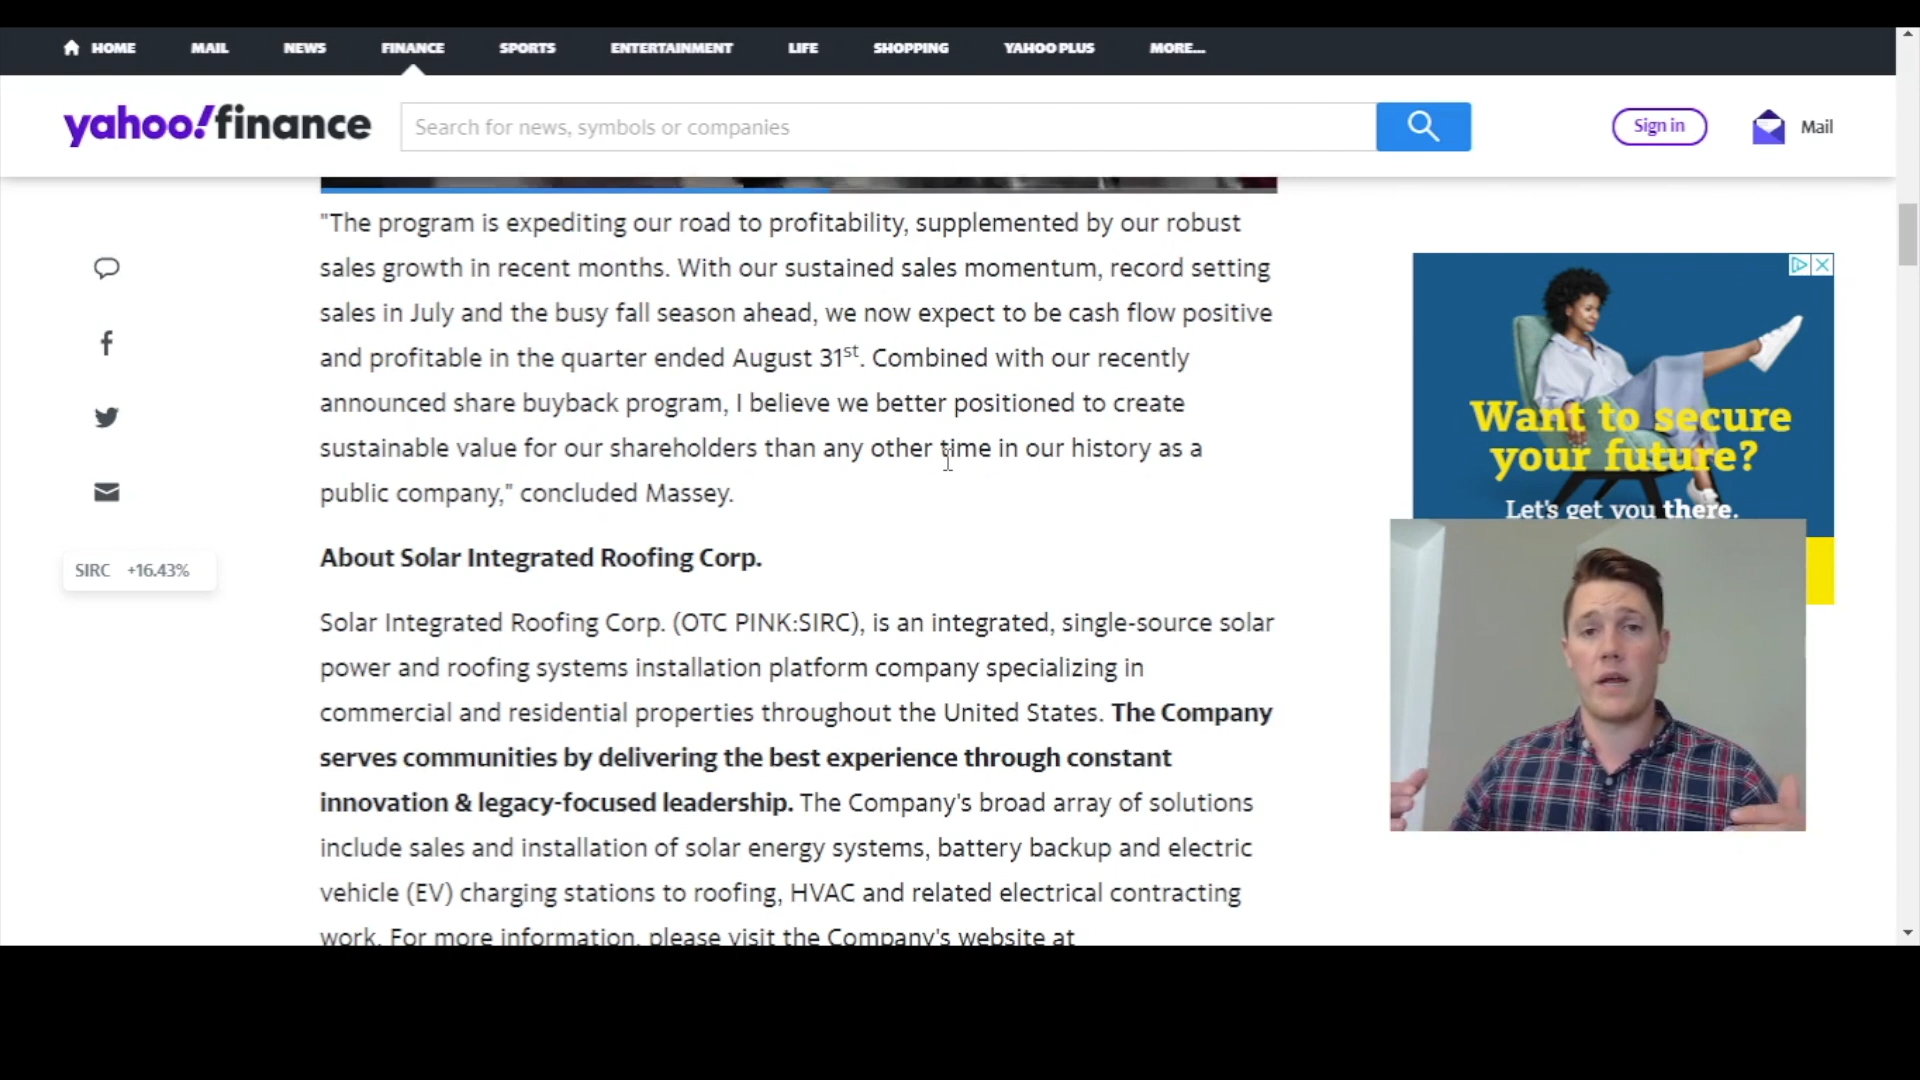 HOME MAIL NEWS FINANCE SPORTS ENTERTAINMENT LIFE SHOPPING YAHOO PLUS MORE...
yahoo!finance Search for news, symbols or companies Sign in Mail
"The program is expediting our road to profitability, supplemented by our robust
sales growth in recent months. With our sustained sales momentum, record setting
sales in July and the busy fall season ahead, we now expect to be cash flow positive
and profitable in the quarter ended August 31st. Combined with our recently
announced share buyback program, I believe we better positioned to create
sustainable value for our shareholders than any other time in our history as a
public company," concluded Massey.
SIRC +16.43%
About Solar Integrated Roofing Corp.
Solar Integrated Roofing Corp. (OTC PINK:SIRC), is an integrated, single-source solar
power and roofing systems installation platform company specializing in
commercial and residential properties throughout the United States. The Company
serves communities by delivering the best experience through constant
innovation & legacy-focused leadership. The Company's broad array of solutions
include sales and installation of solar energy systems, battery backup and electric
vehicle (EV) charging stations to roofing, HVAC and related electrical contracting
work. For more information, please visit the Company's website at
Want to secure
your future?
Let's get you there.